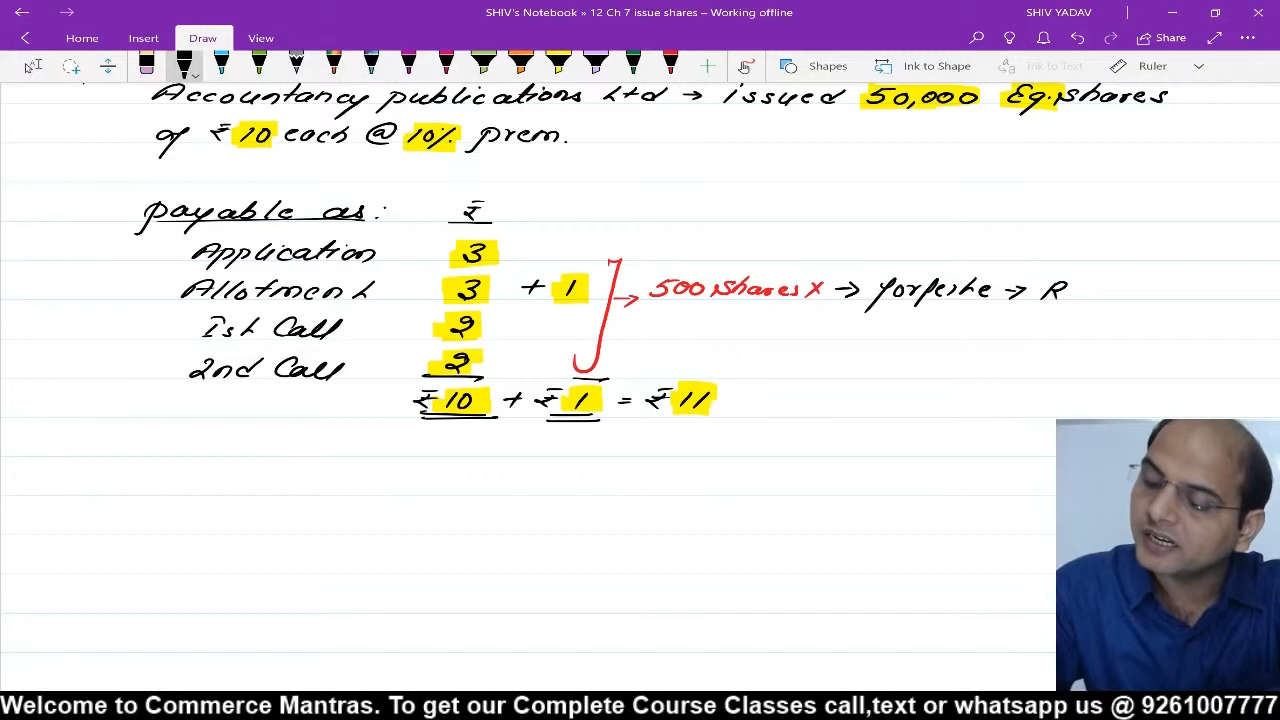 SHIV's Notebook » 12 Ch 7 issue shares – Working offline
SHIV YADAV
Home Insert Draw View
Share
Shapes Ink to Shape Ink to Text Ruler
Accountancy publications Ltd → issued 50,000 Eq. shares
of ₹ 10 each @ 10% prem.
payable as: ₹
Application 3
Allotment 3 + 1 → 500 shares X → forfeite → R
Ist Call 2
2nd Call 2
₹ 10 + ₹ 1 = ₹ 11
Welcome to Commerce Mantras. To get our Complete Course Classes call,text or whatsapp us @ 9261007777